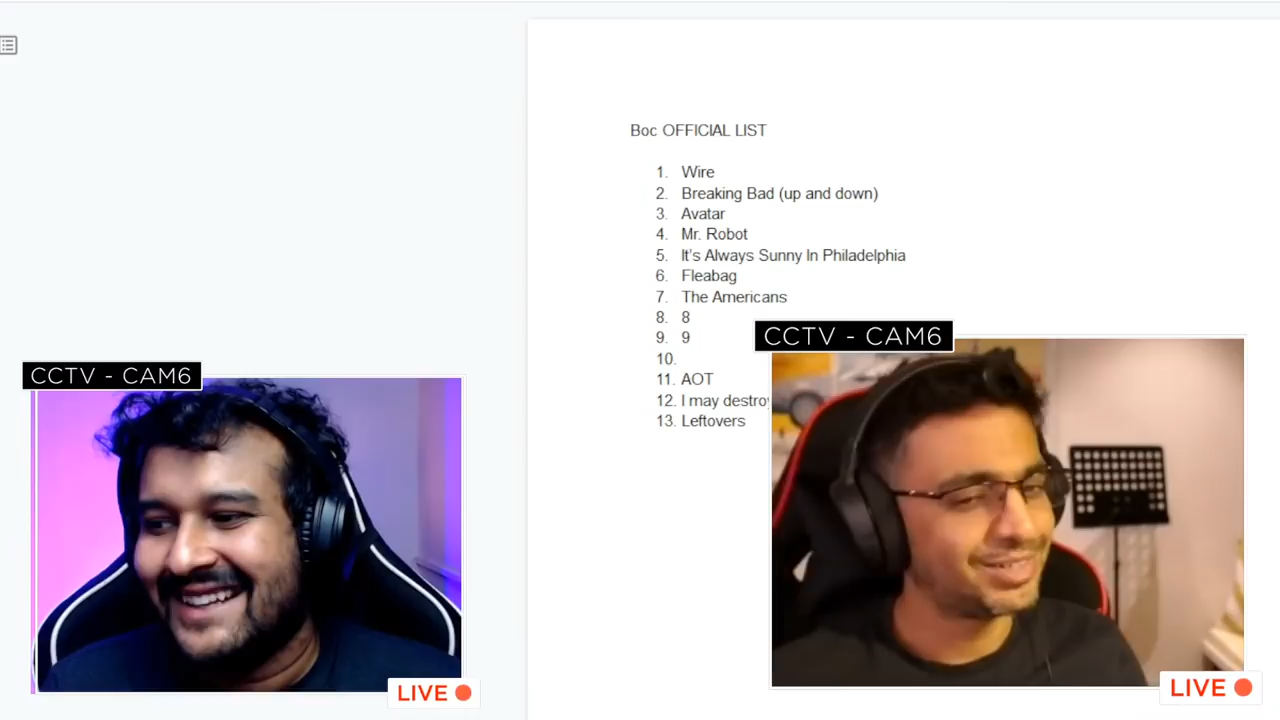 Boc OFFICIAL LIST
1. Wire
2. Breaking Bad (up and down)
3. Avatar
4. Mr. Robot
5. It's Always Sunny In Philadelphia
6. Fleabag
7. The Americans
8. 8
9. 9
10.
11. AOT
12. I may destroy
13. Leftovers
CCTV - CAM6
LIVE
CCTV - CAM6
LIVE